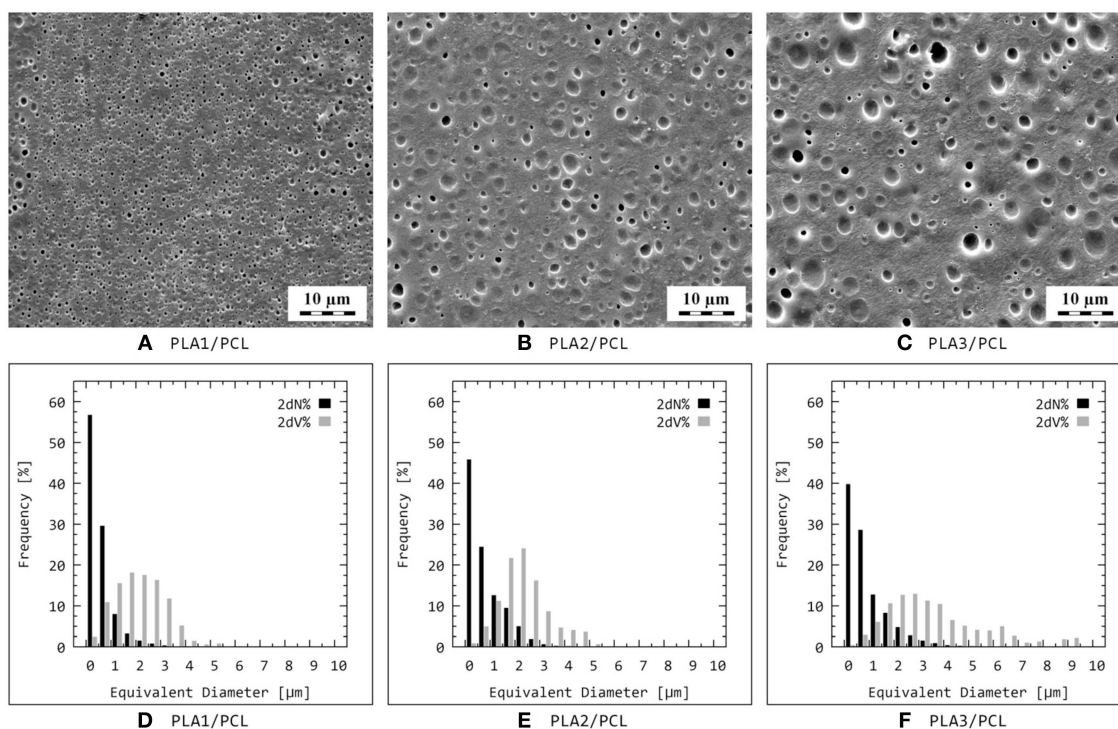 10 µm
10 µm
10 µm
A PLA1/PCL
B PLA2/PCL
C PLA3/PCL
60
50
40
30
20
10
0
Frequency [%]
2dN%
2dV%
0 1 2 3 4 5 6 7 8 9 10
Equivalent Diameter [µm]
D PLA1/PCL
60
50
40
30
20
10
0
Frequency [%]
2dN%
2dV%
0 1 2 3 4 5 6 7 8 9 10
Equivalent Diameter [µm]
E PLA2/PCL
60
50
40
30
20
10
0
Frequency [%]
2dN%
2dV%
0 1 2 3 4 5 6 7 8 9 10
Equivalent Diameter [µm]
F PLA3/PCL